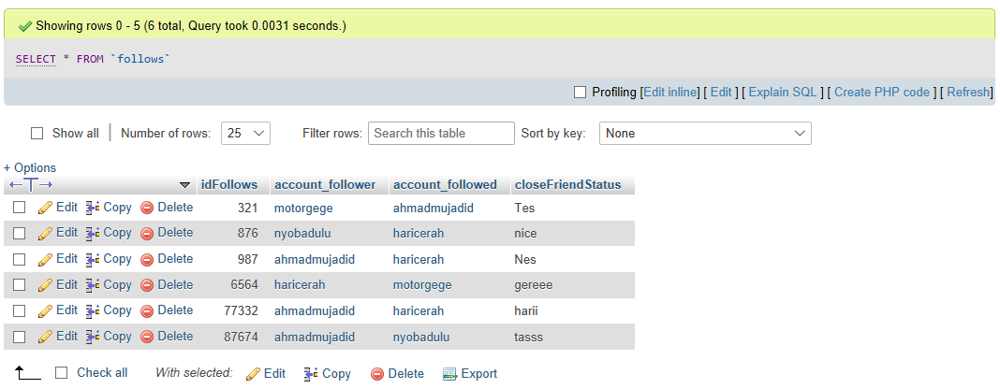 Showing rows 0 - 5 (6 total, Query took 0.0031 seconds.)
SELECT * FROM `follows`
Profiling [Edit inline] [ Edit ] [ Explain SQL ] [ Create PHP code ] [ Refresh]
Show all | Number of rows: 25 Filter rows: Search this table Sort by key: None
+ Options
←T→ idFollows account_follower account_followed closeFriendStatus
Edit Copy Delete 321 motorgege ahmadmujadid Tes
Edit Copy Delete 876 nyobadulu haricerah nice
Edit Copy Delete 987 ahmadmujadid haricerah Nes
Edit Copy Delete 6564 haricerah motorgege gereee
Edit Copy Delete 77332 ahmadmujadid haricerah harii
Edit Copy Delete 87674 ahmadmujadid nyobadulu tasss
Check all With selected: Edit Copy Delete Export